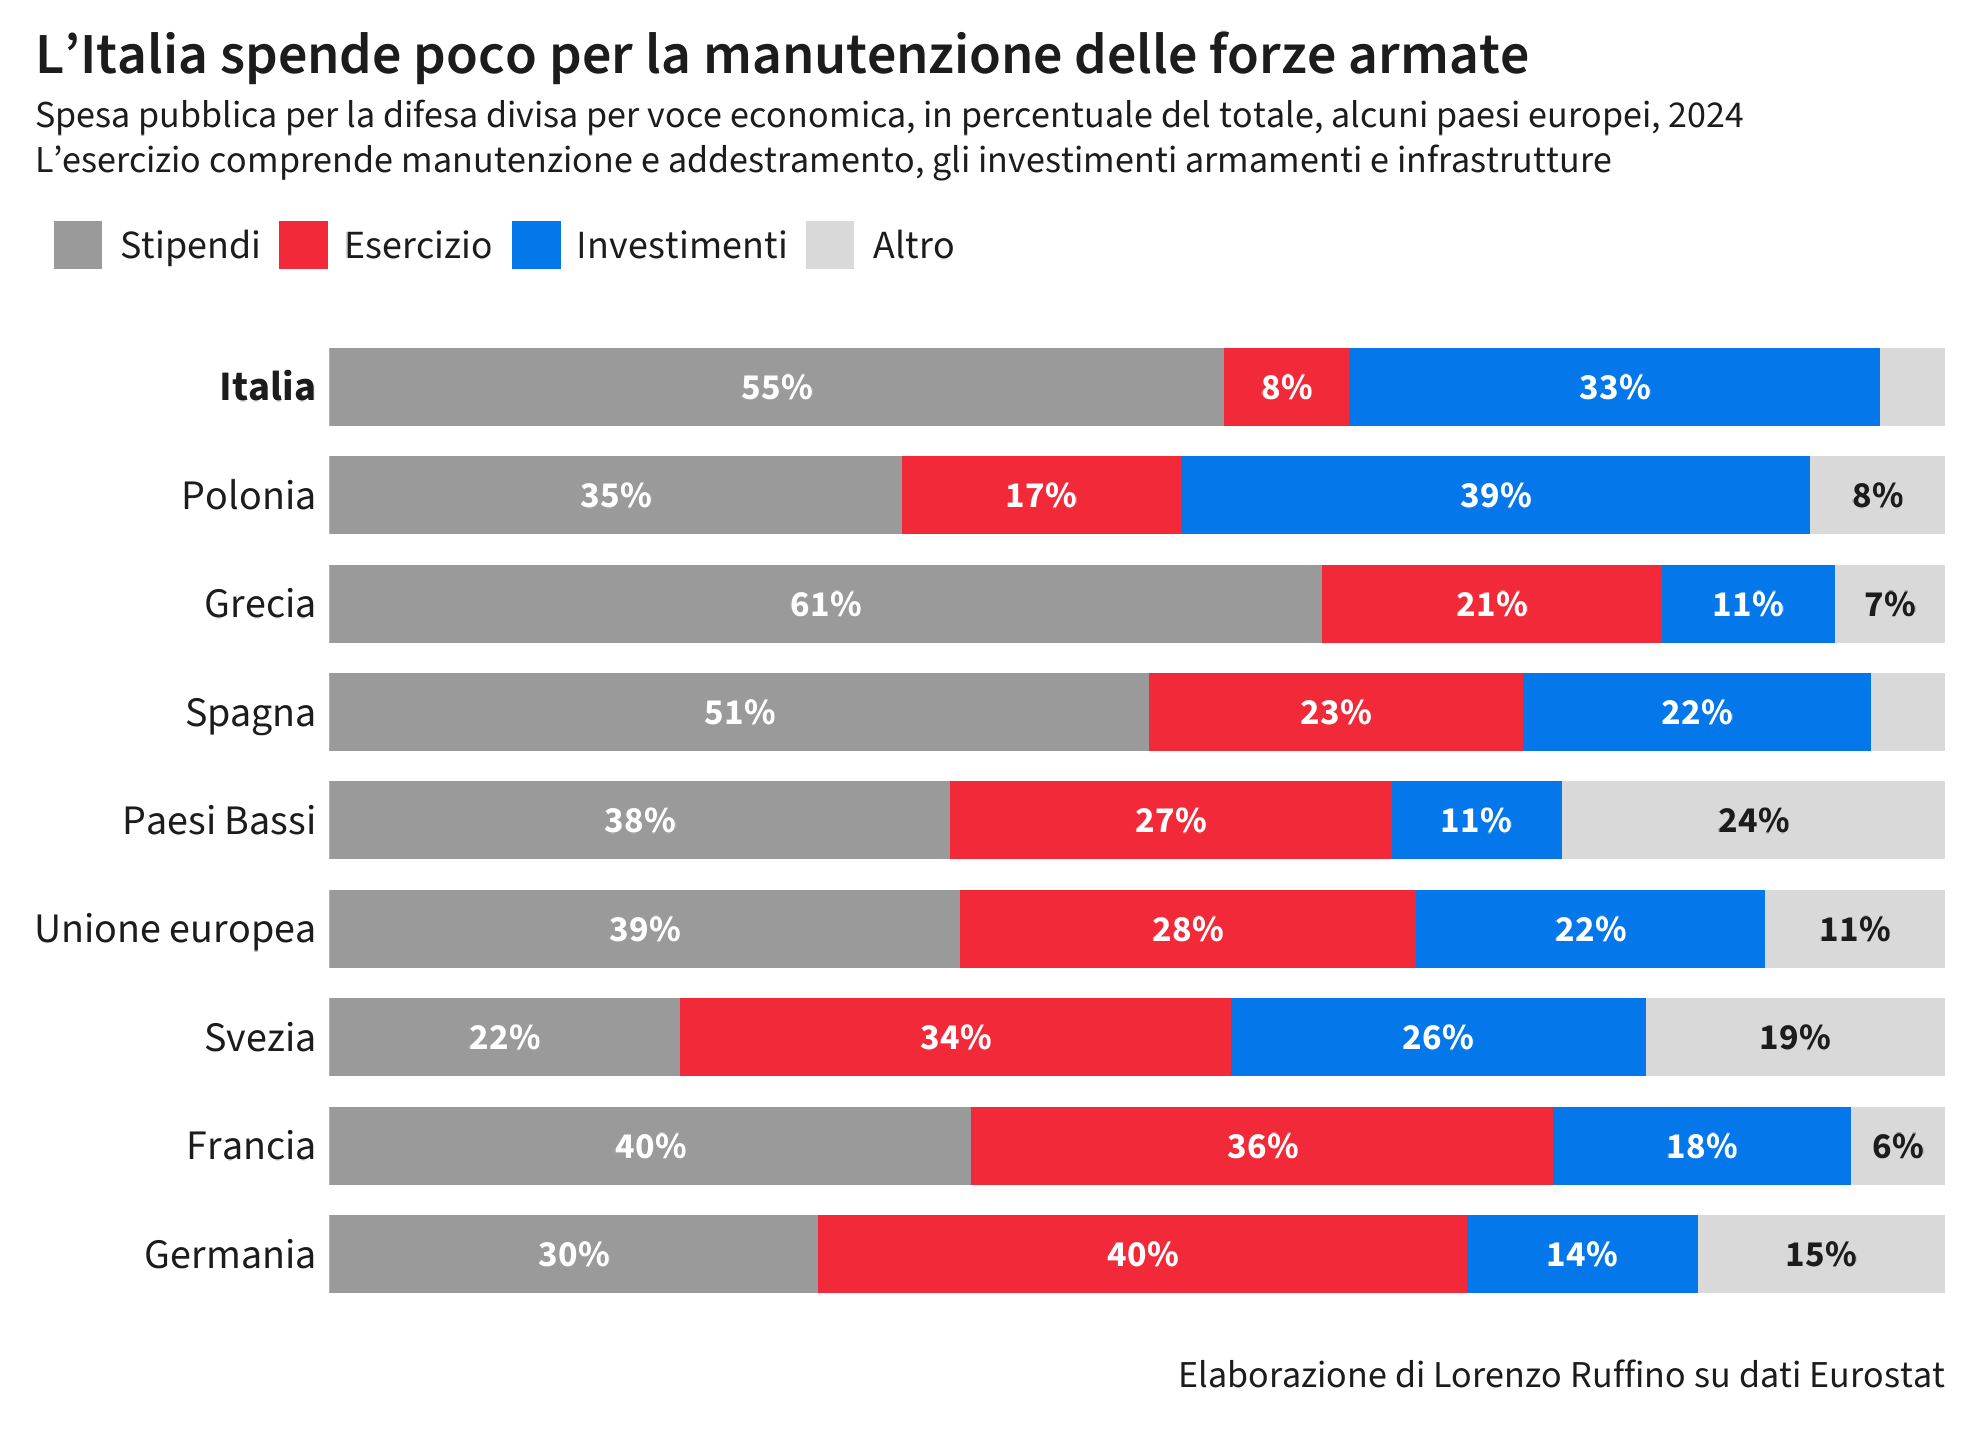 L’Italia spende poco per la manutenzione delle forze armate
Spesa pubblica per la difesa divisa per voce economica, in percentuale del totale, alcuni paesi europei, 2024
L’esercizio comprende manutenzione e addestramento, gli investimenti armamenti e infrastrutture
Stipendi Esercizio Investimenti Altro
Italia 55% 8% 33%
Polonia 35% 17% 39% 8%
Grecia 61% 21% 11% 7%
Spagna 51% 23% 22%
Paesi Bassi 38% 27% 11% 24%
Unione europea 39% 28% 22% 11%
Svezia 22% 34% 26% 19%
Francia 40% 36% 18% 6%
Germania 30% 40% 14% 15%
Elaborazione di Lorenzo Ruffino su dati Eurostat